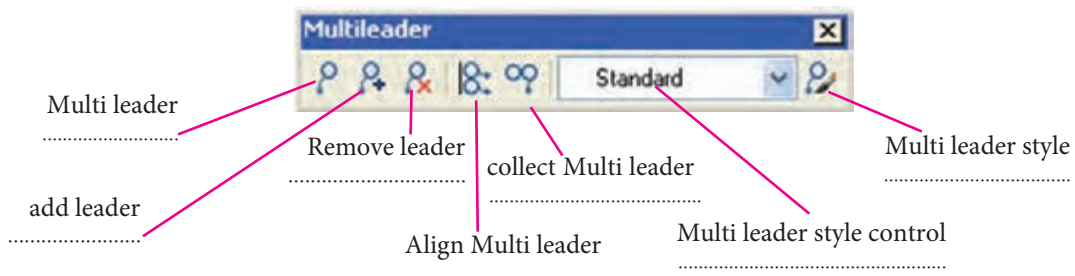 Multileader
Standard
Multi leader
Remove leader
collect Multi leader
Multi leader style
add leader
Align Multi leader
Multi leader style control